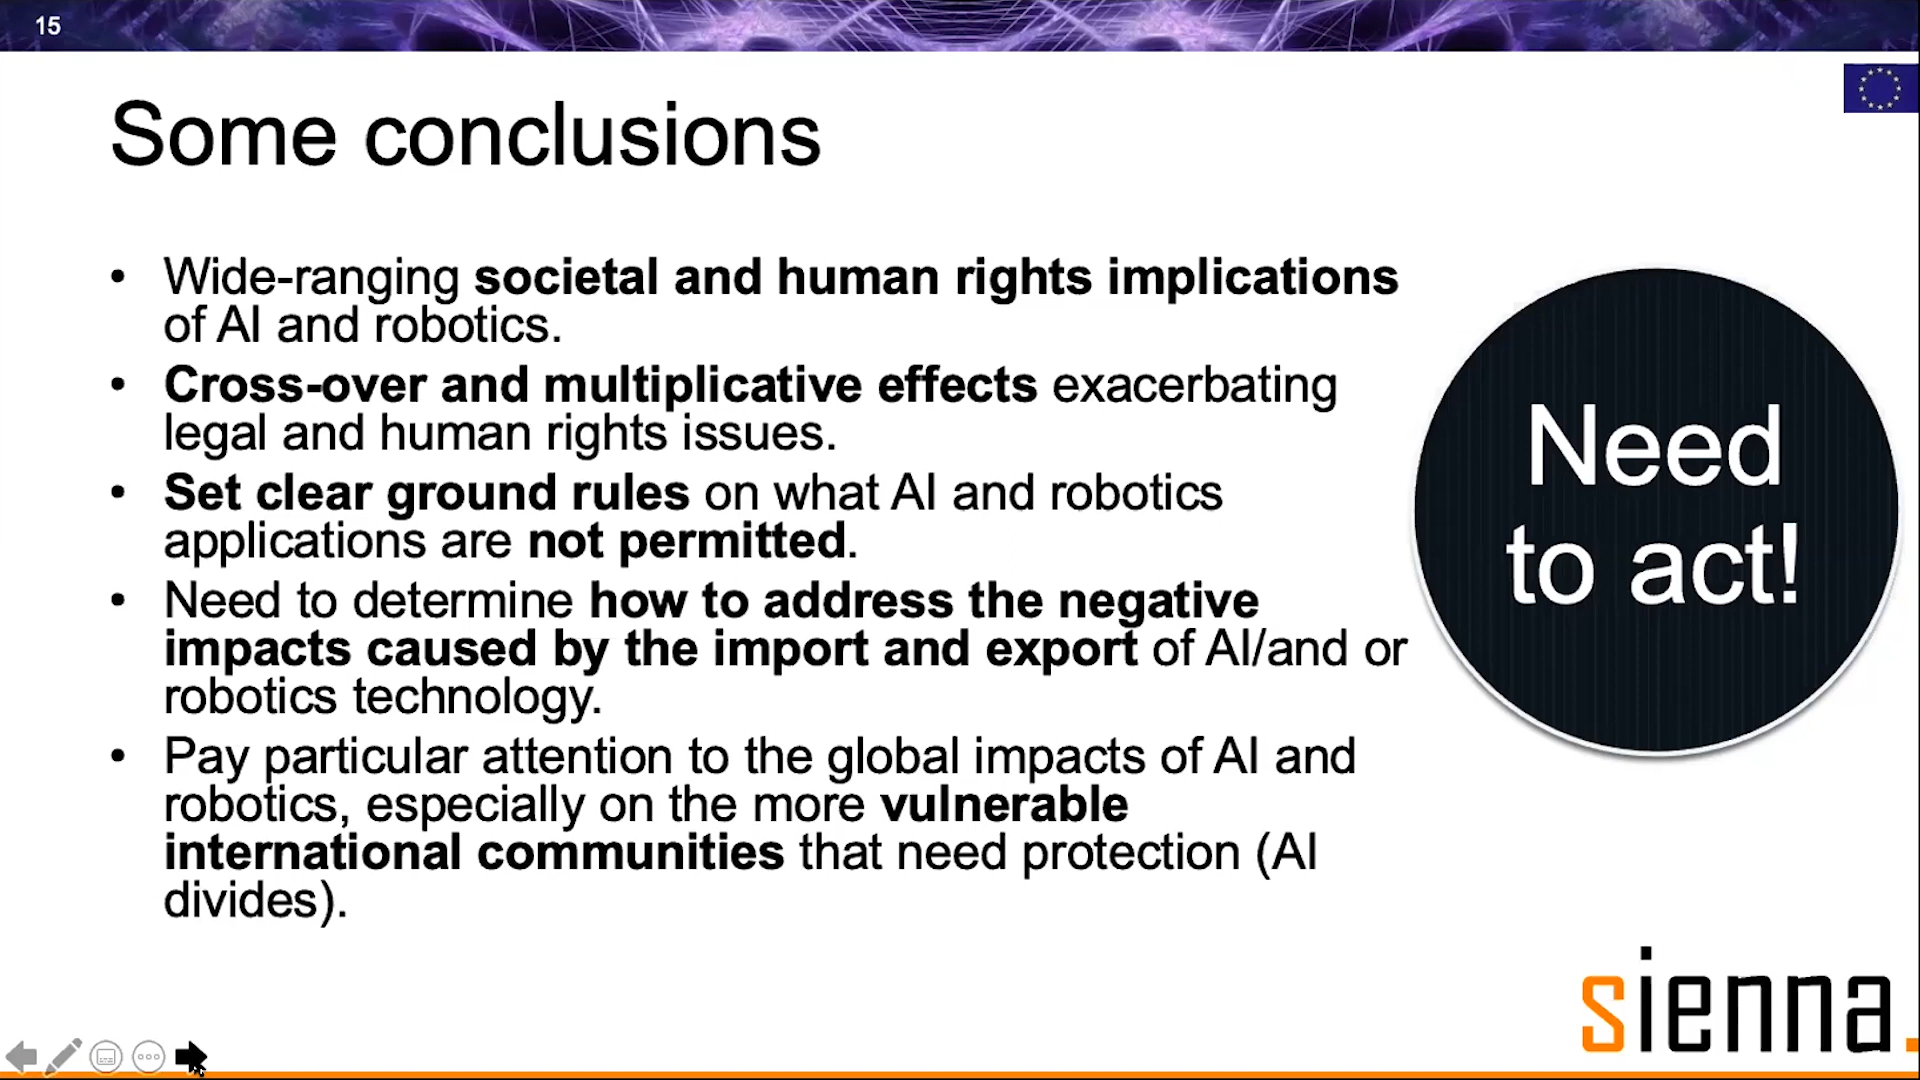 15
Some conclusions
• Wide-ranging societal and human rights implications
of AI and robotics.
• Cross-over and multiplicative effects exacerbating
legal and human rights issues.
• Set clear ground rules on what AI and robotics
applications are not permitted.
• Need to determine how to address the negative
impacts caused by the import and export of AI/and or
robotics technology.
• Pay particular attention to the global impacts of AI and
robotics, especially on the more vulnerable
international communities that need protection (AI
divides).
Need
to act!
sienna.